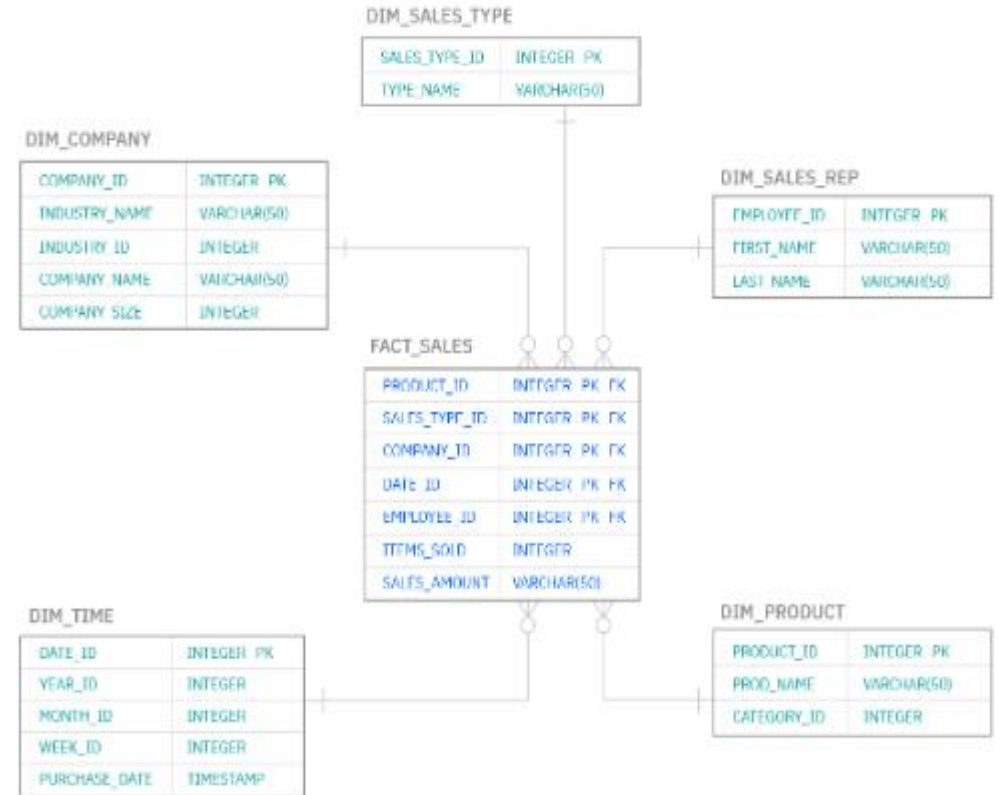 DIM_SALES_TYPE
SALES_TYPE_ID INTEGER PK
TYPE_NAME VARCHAR(50)
DIM_COMPANY
COMPANY_ID INTEGER PK
INDUSTRY_NAME VARCHAR(50)
INDUSTRY_ID INTEGER
COMPANY_NAME VARCHAR(50)
COMPANY_SIZE INTEGER
DIM_SALES_REP
EMPLOYEE_ID INTEGER PK
FIRST_NAME VARCHAR(50)
LAST_NAME VARCHAR(50)
FACT_SALES
PRODUCT_ID INTEGER PK FK
SALES_TYPE_ID INTEGER PK FK
COMPANY_ID INTEGER PK FK
DATE_ID INTEGER PK FK
EMPLOYEE_ID INTEGER PK FK
ITEMS_SOLD INTEGER
SALES_AMOUNT VARCHAR(50)
DIM_TIME
DATE_ID INTEGER PK
YEAR_ID INTEGER
MONTH_ID INTEGER
WEEK_ID INTEGER
PURCHASE_DATE TIMESTAMP
DIM_PRODUCT
PRODUCT_ID INTEGER PK
PROD_NAME VARCHAR(50)
CATEGORY_ID INTEGER